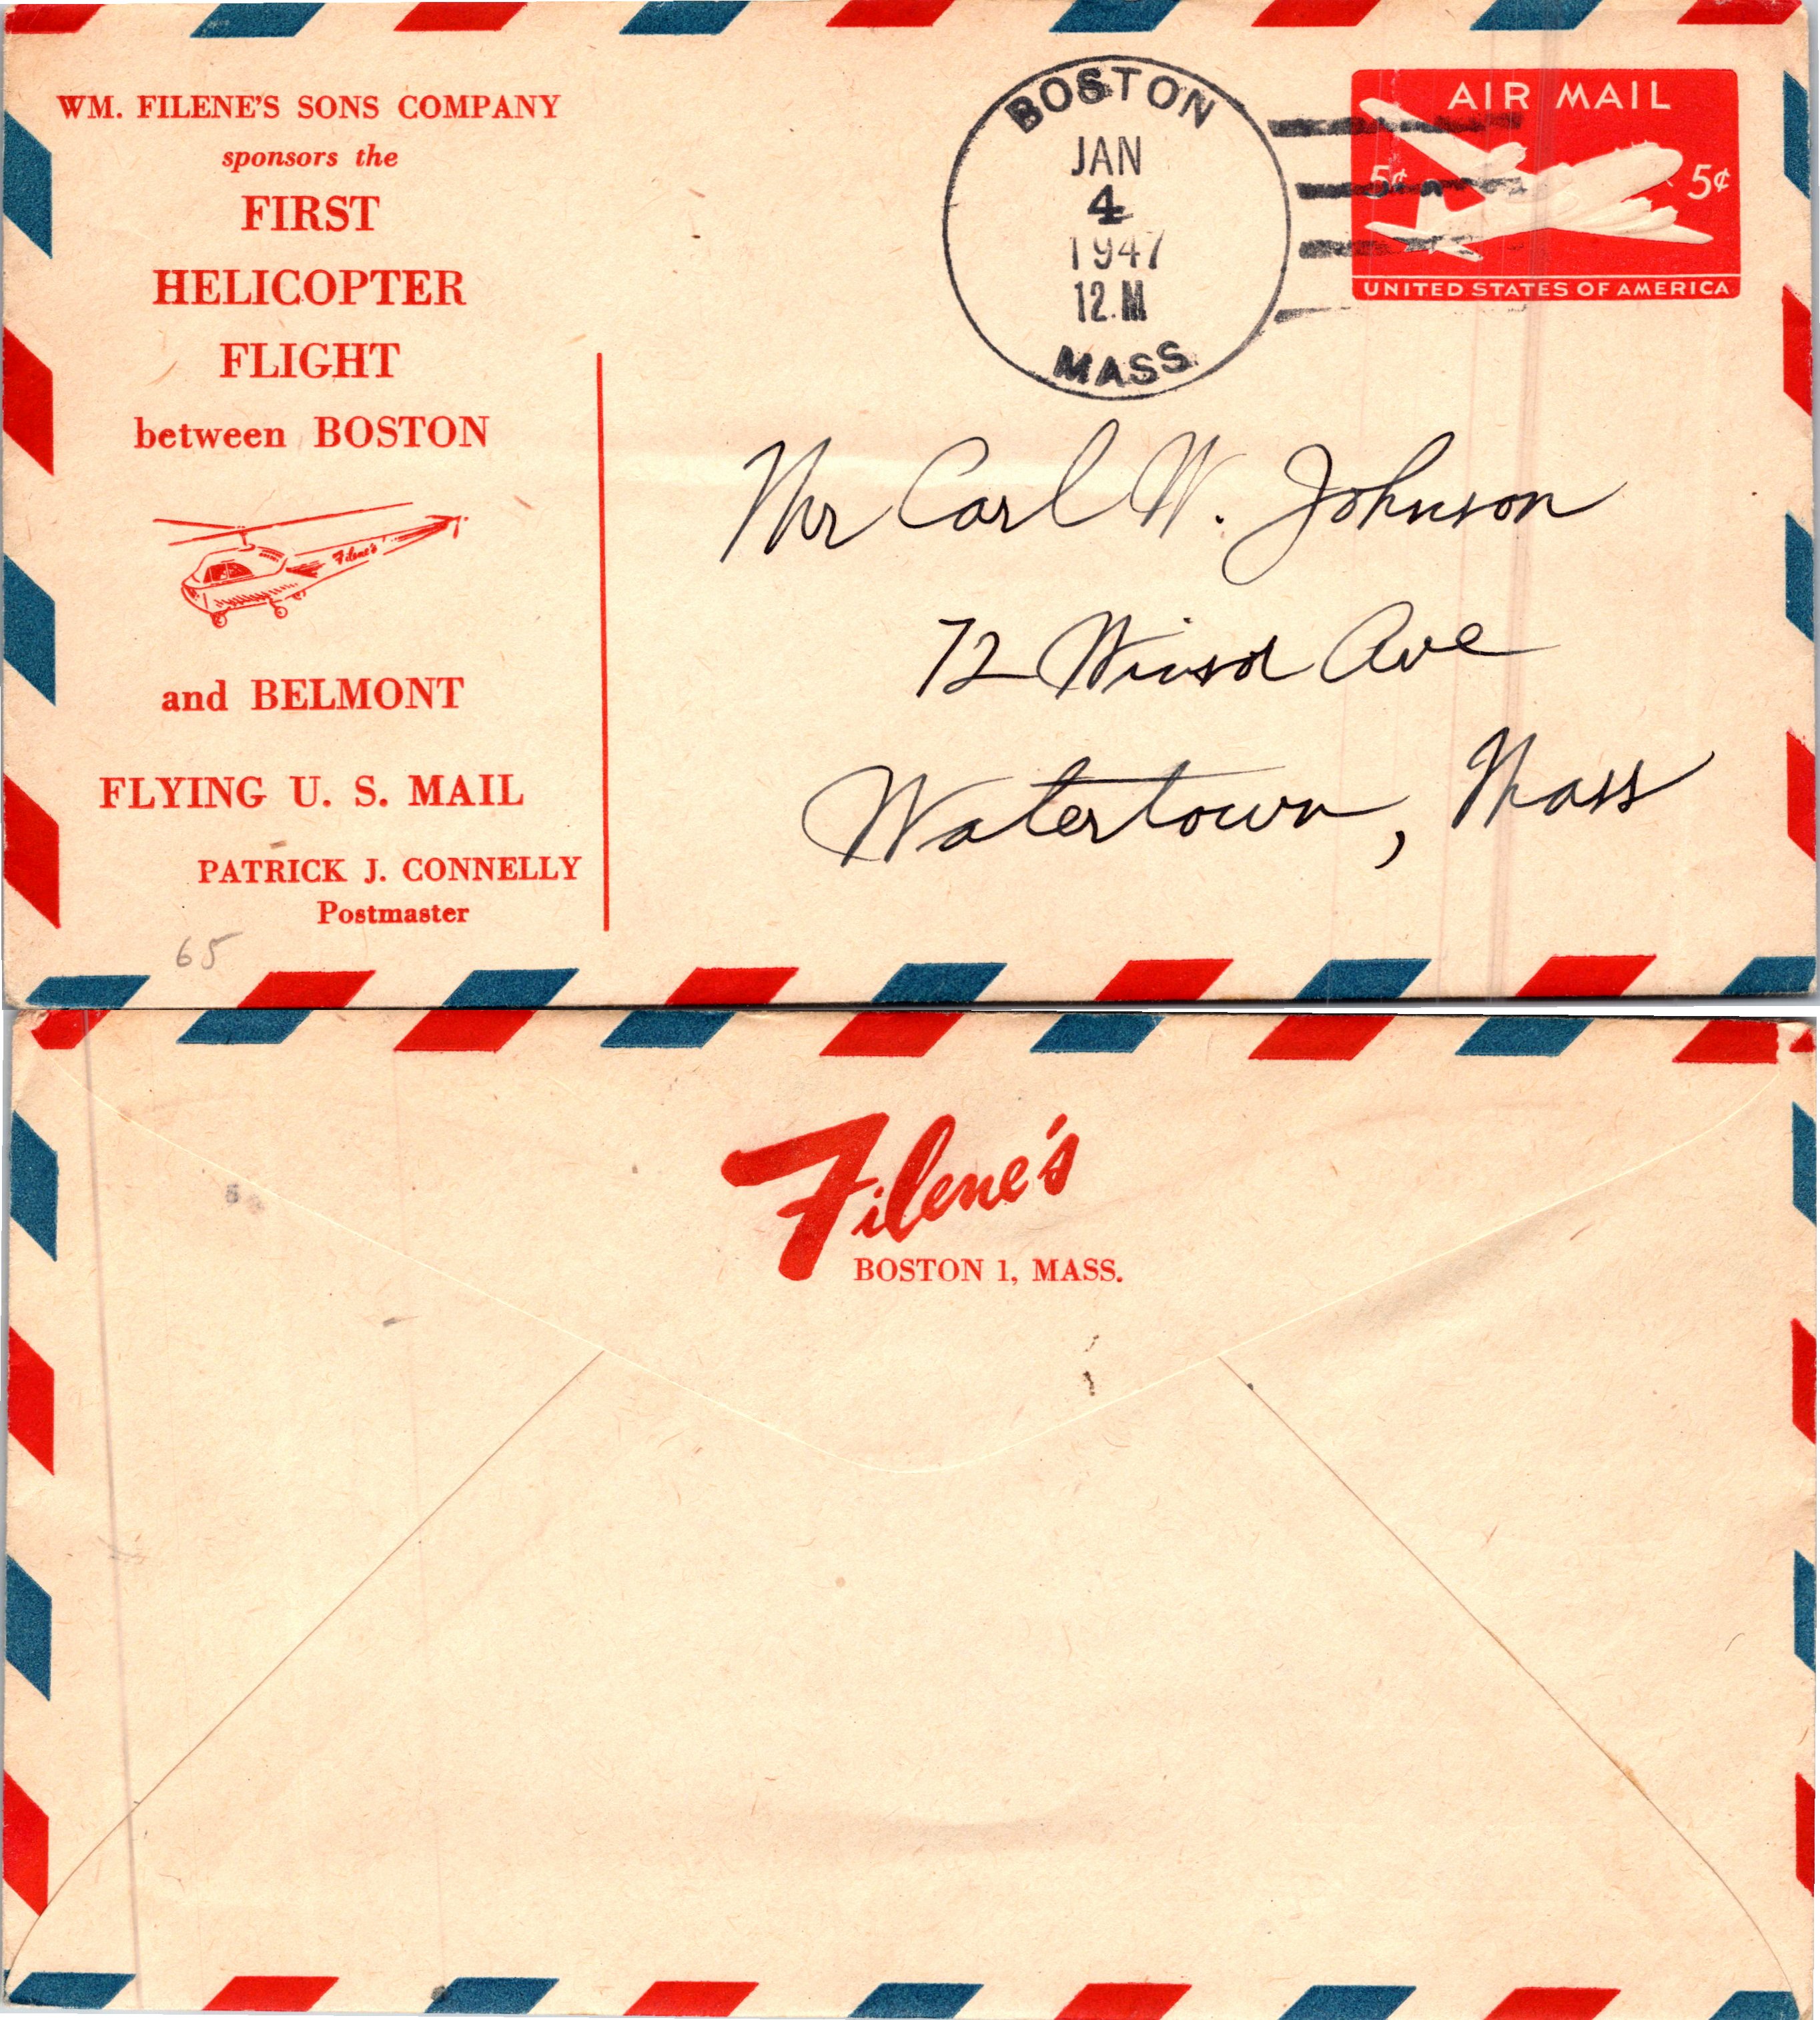 WM. FILENE'S SONS COMPANY
sponsors the
FIRST
HELICOPTER
FLIGHT
between BOSTON
Filene's
and BELMONT
FLYING U. S. MAIL
PATRICK J. CONNELLY
Postmaster
65
BOSTON
JAN
4
1947
12. M
MASS.
AIR MAIL
5¢ 5¢
UNITED STATES OF AMERICA
Mr Carl W. Johnson
72 Winsor Ave
Watertown, Mass
Filene's
BOSTON 1, MASS.